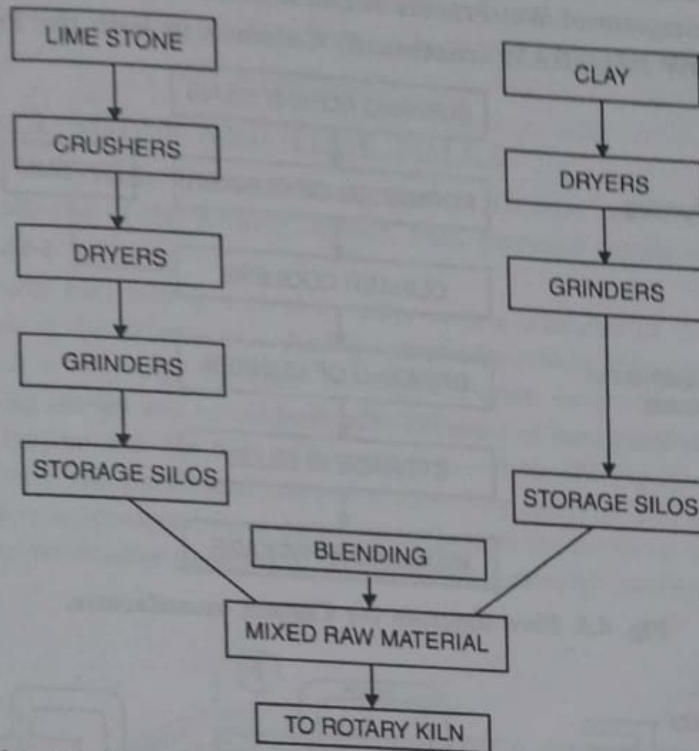 LIME STONE
CRUSHERS
DRYERS
GRINDERS
STORAGE SILOS
CLAY
DRYERS
GRINDERS
STORAGE SILOS
BLENDING
MIXED RAW MATERIAL
TO ROTARY KILN